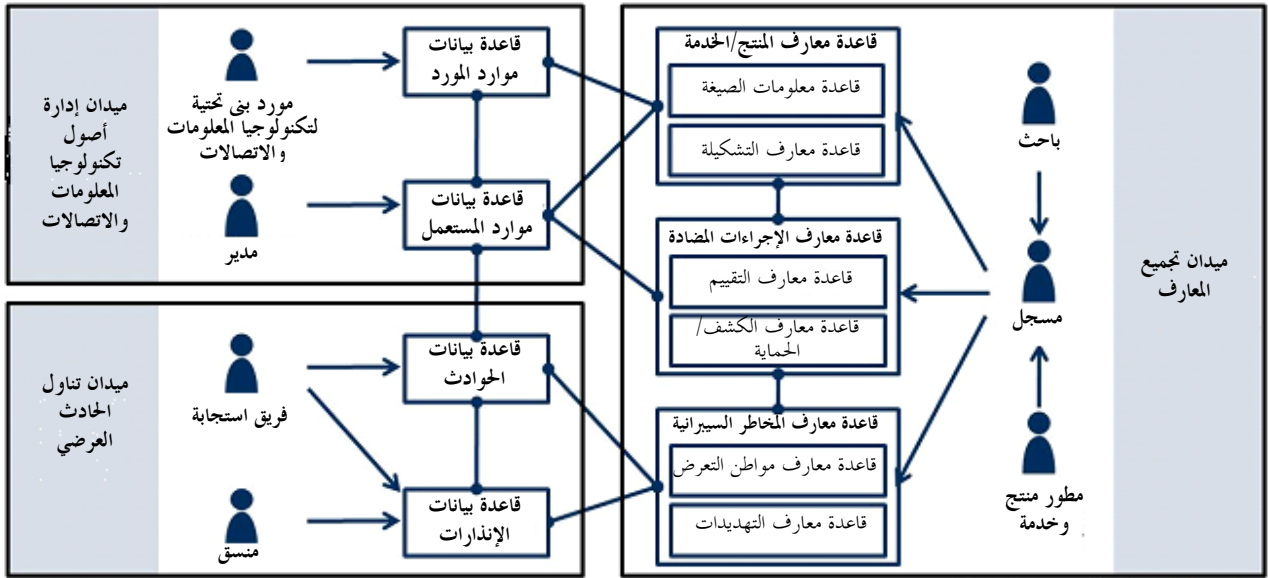 ميدان تجميع
المعارف
باحث
مسجل
مطور منتج
وخدمة
قاعدة معارف المنتج/الخدمة
قاعدة معلومات الصيغة
قاعدة معارف التشكيلة
قاعدة معارف الإجراءات المضادة
قاعدة معارف التقييم
قاعدة معارف الكشف/
الحماية
قاعدة معارف المخاطر السيبرانية
قاعدة معارف مواطن التعرض
قاعدة معارف التهديدات
قاعدة بيانات
موارد المورد
قاعدة بيانات
موارد المستعمل
مورد بنى تحتية
لتكنولوجيا المعلومات
والاتصالات
مدير
ميدان إدارة
أصول
تكنولوجيا
المعلومات
والاتصالات
قاعدة بيانات
الحوادث
قاعدة بيانات
الإنذارات
فريق استجابة
منسق
ميدان تناول
الحادث
العرضي